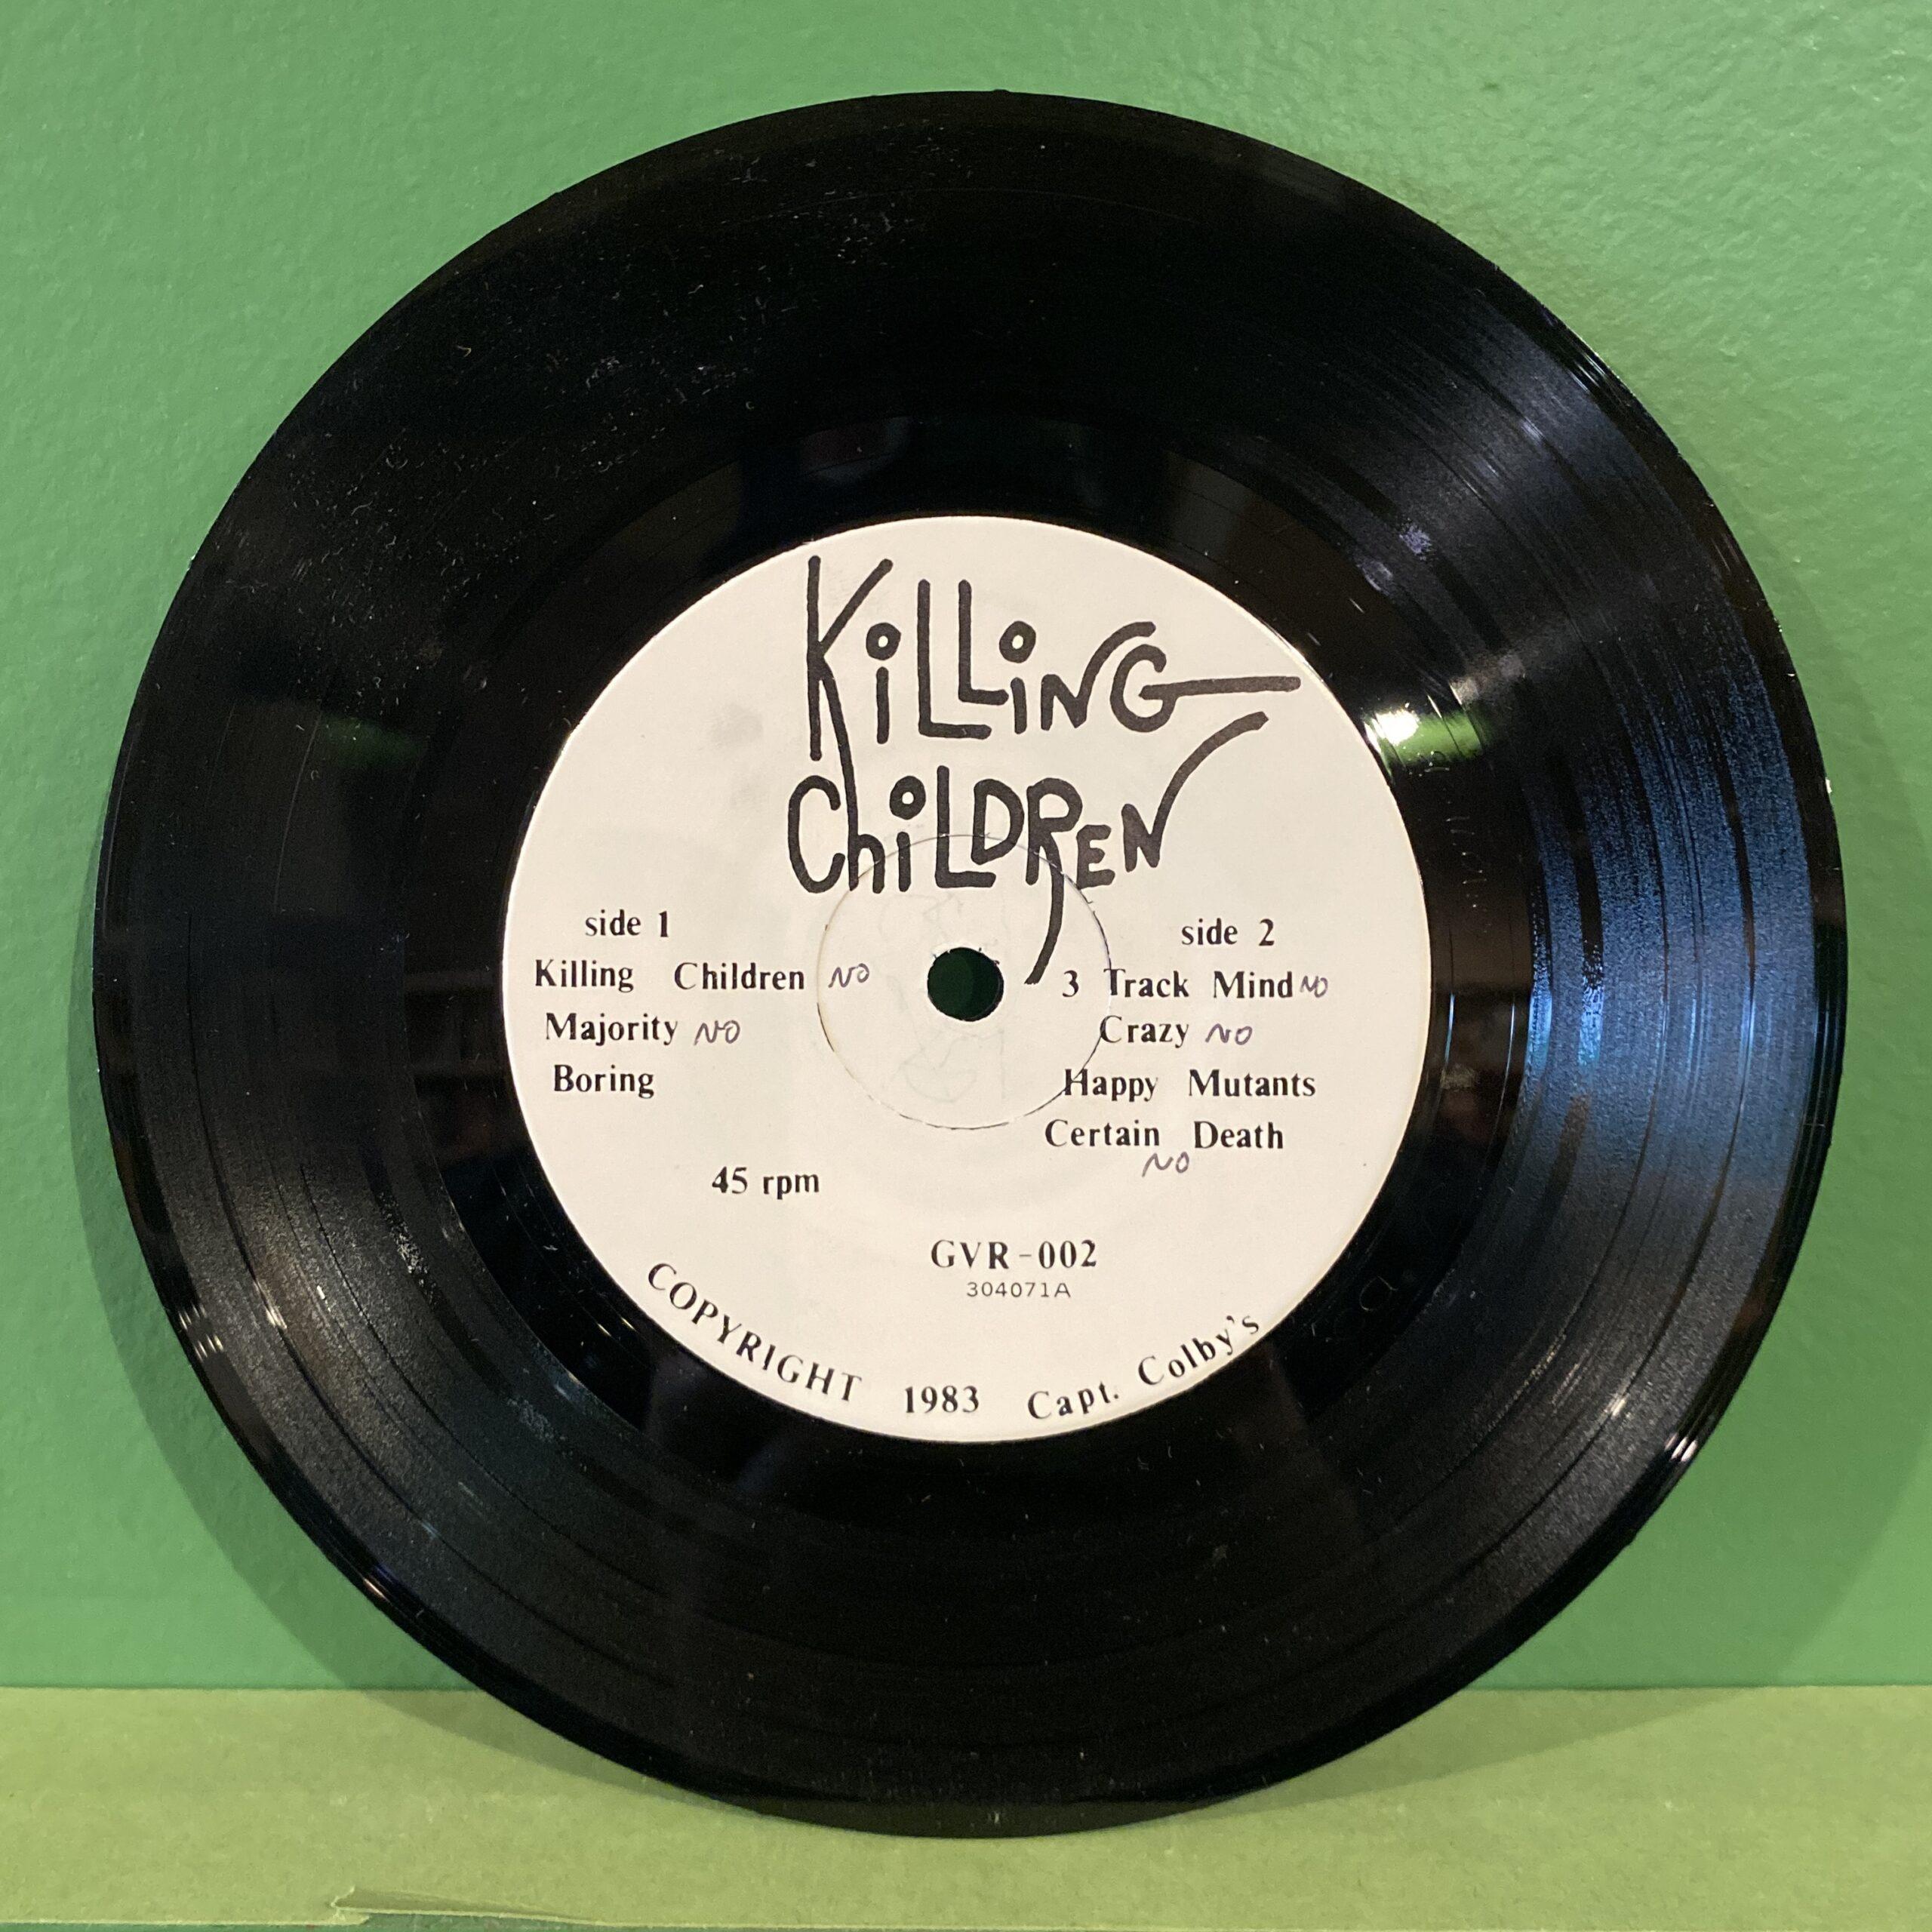 KiLLiNG
ChiLDREN
side 1
Killing Children NO
Majority NO
Boring
45 rpm
side 2
3 Track Mind NO
Crazy NO
Happy Mutants
Certain Death
NO
GVR-002
304071A
COPYRIGHT 1983 Capt. Colby's